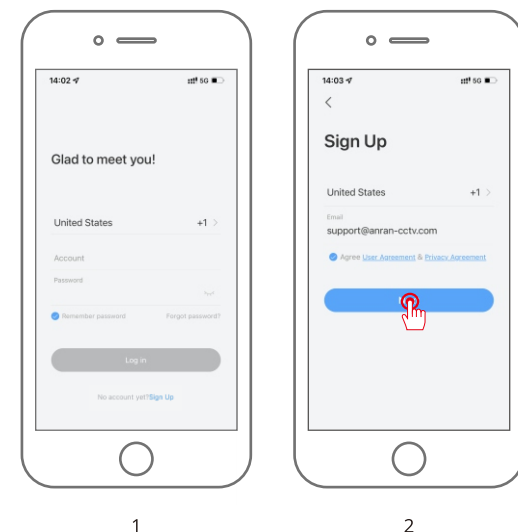 14:02
5G
Glad to meet you!
United States +1 >
Account
Password
Remember password Forgot password?
Log in
No account yet?Sign Up
1
14:03
5G
<
Sign Up
United States +1 >
Email
support@anran-cctv.com
Agree User Agreement & Privacy Agreement
2